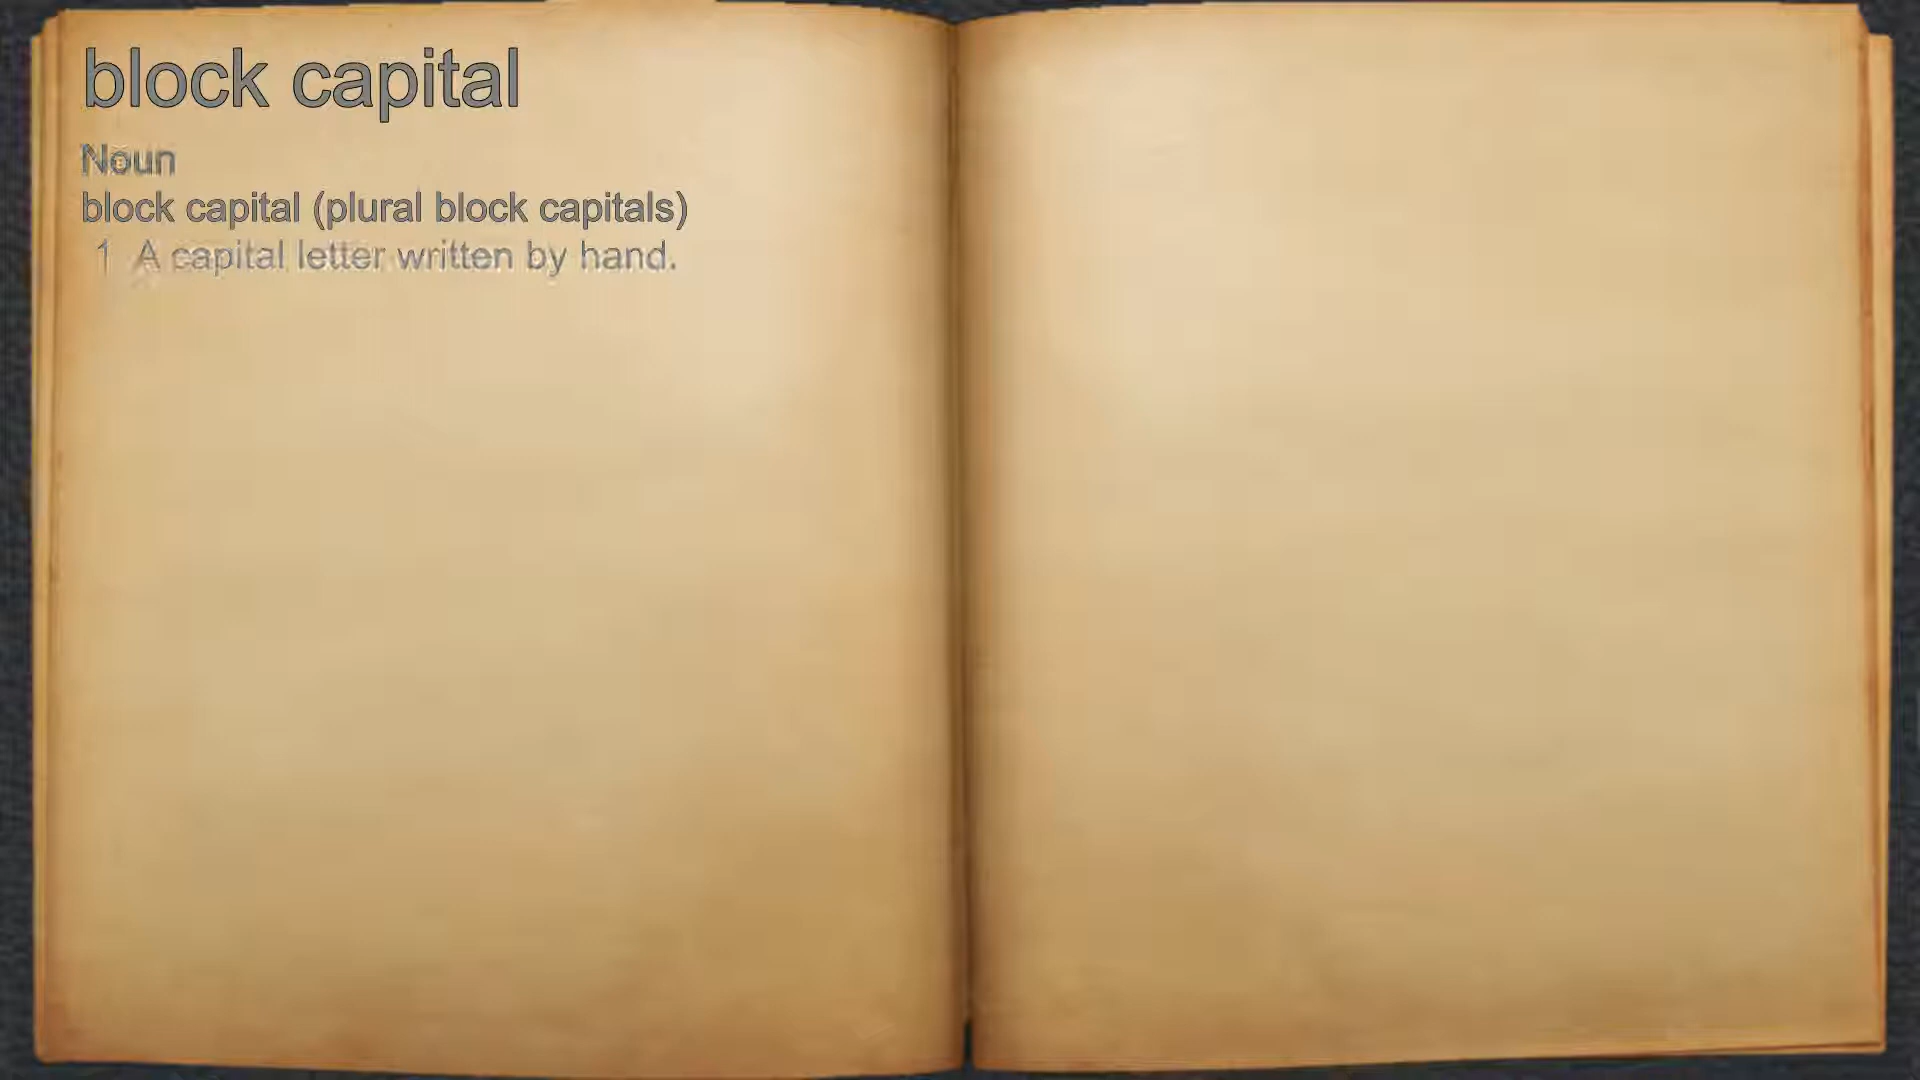 block capital
Noun
block capital (plural block capitals)
1 A capital letter written by hand.